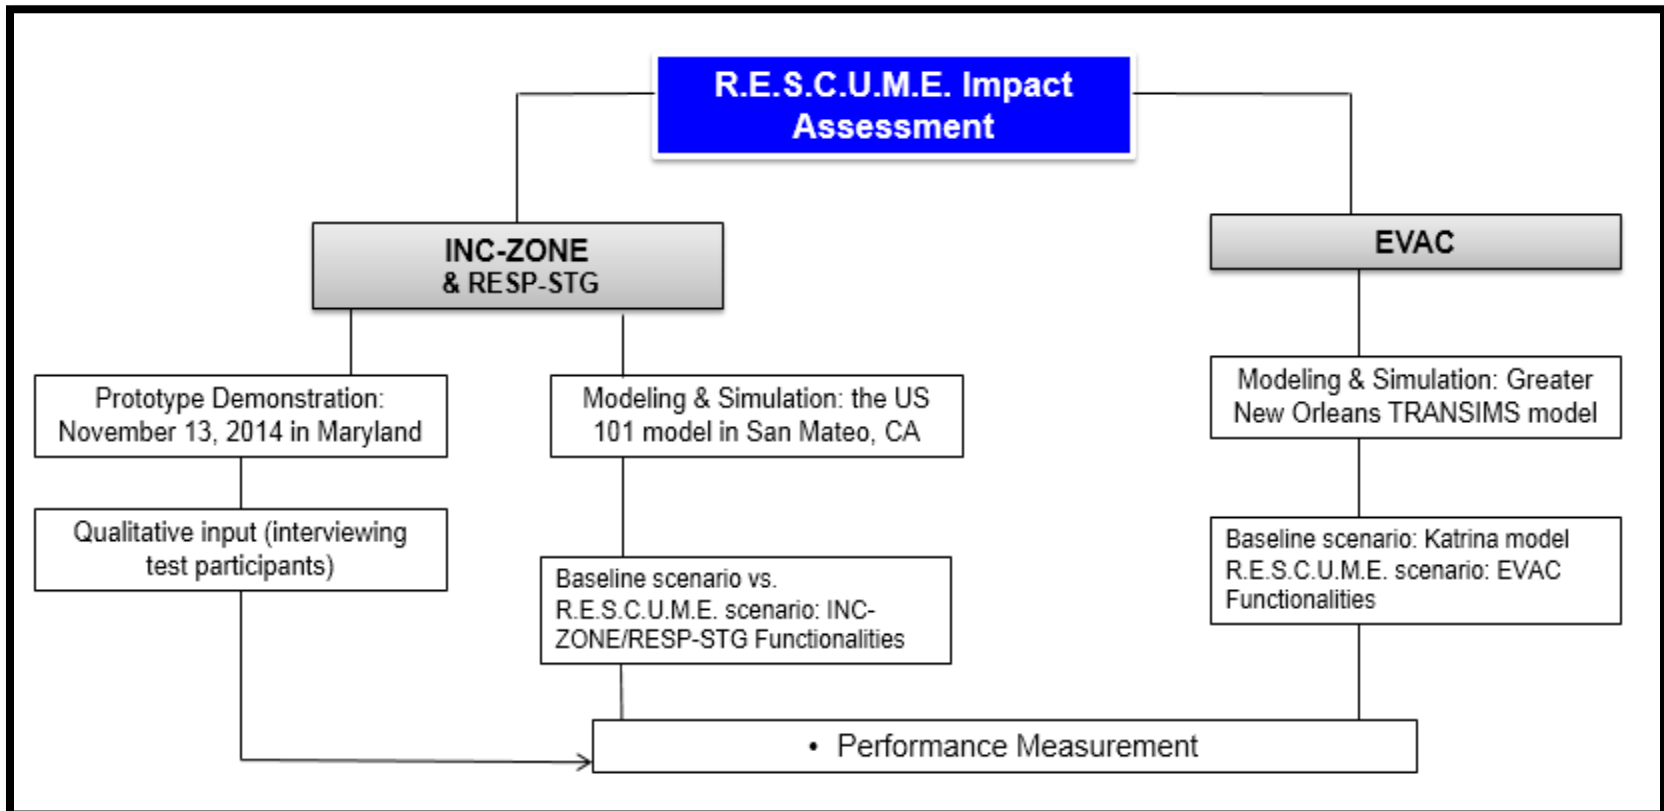 R.E.S.C.U.M.E. Impact
Assessment
INC-ZONE
& RESP-STG
EVAC
Prototype Demonstration:
November 13, 2014 in Maryland
Modeling & Simulation: the US
101 model in San Mateo, CA
Modeling & Simulation: Greater
New Orleans TRANSIMS model
Qualitative input (interviewing
test participants)
Baseline scenario vs.
R.E.S.C.U.M.E. scenario: INC-
ZONE/RESP-STG Functionalities
Baseline scenario: Katrina model
R.E.S.C.U.M.E. scenario: EVAC
Functionalities
• Performance Measurement